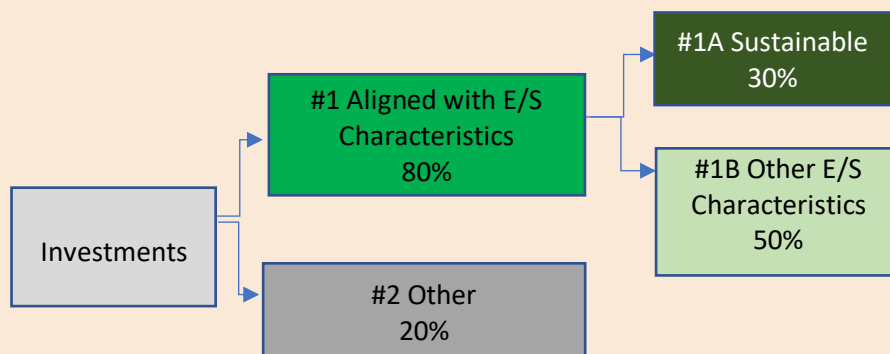 #1A Sustainable
30%
#1 Aligned with E/S
Characteristics
80%
#1B Other E/S
Characteristics
50%
Investments
#2 Other
20%